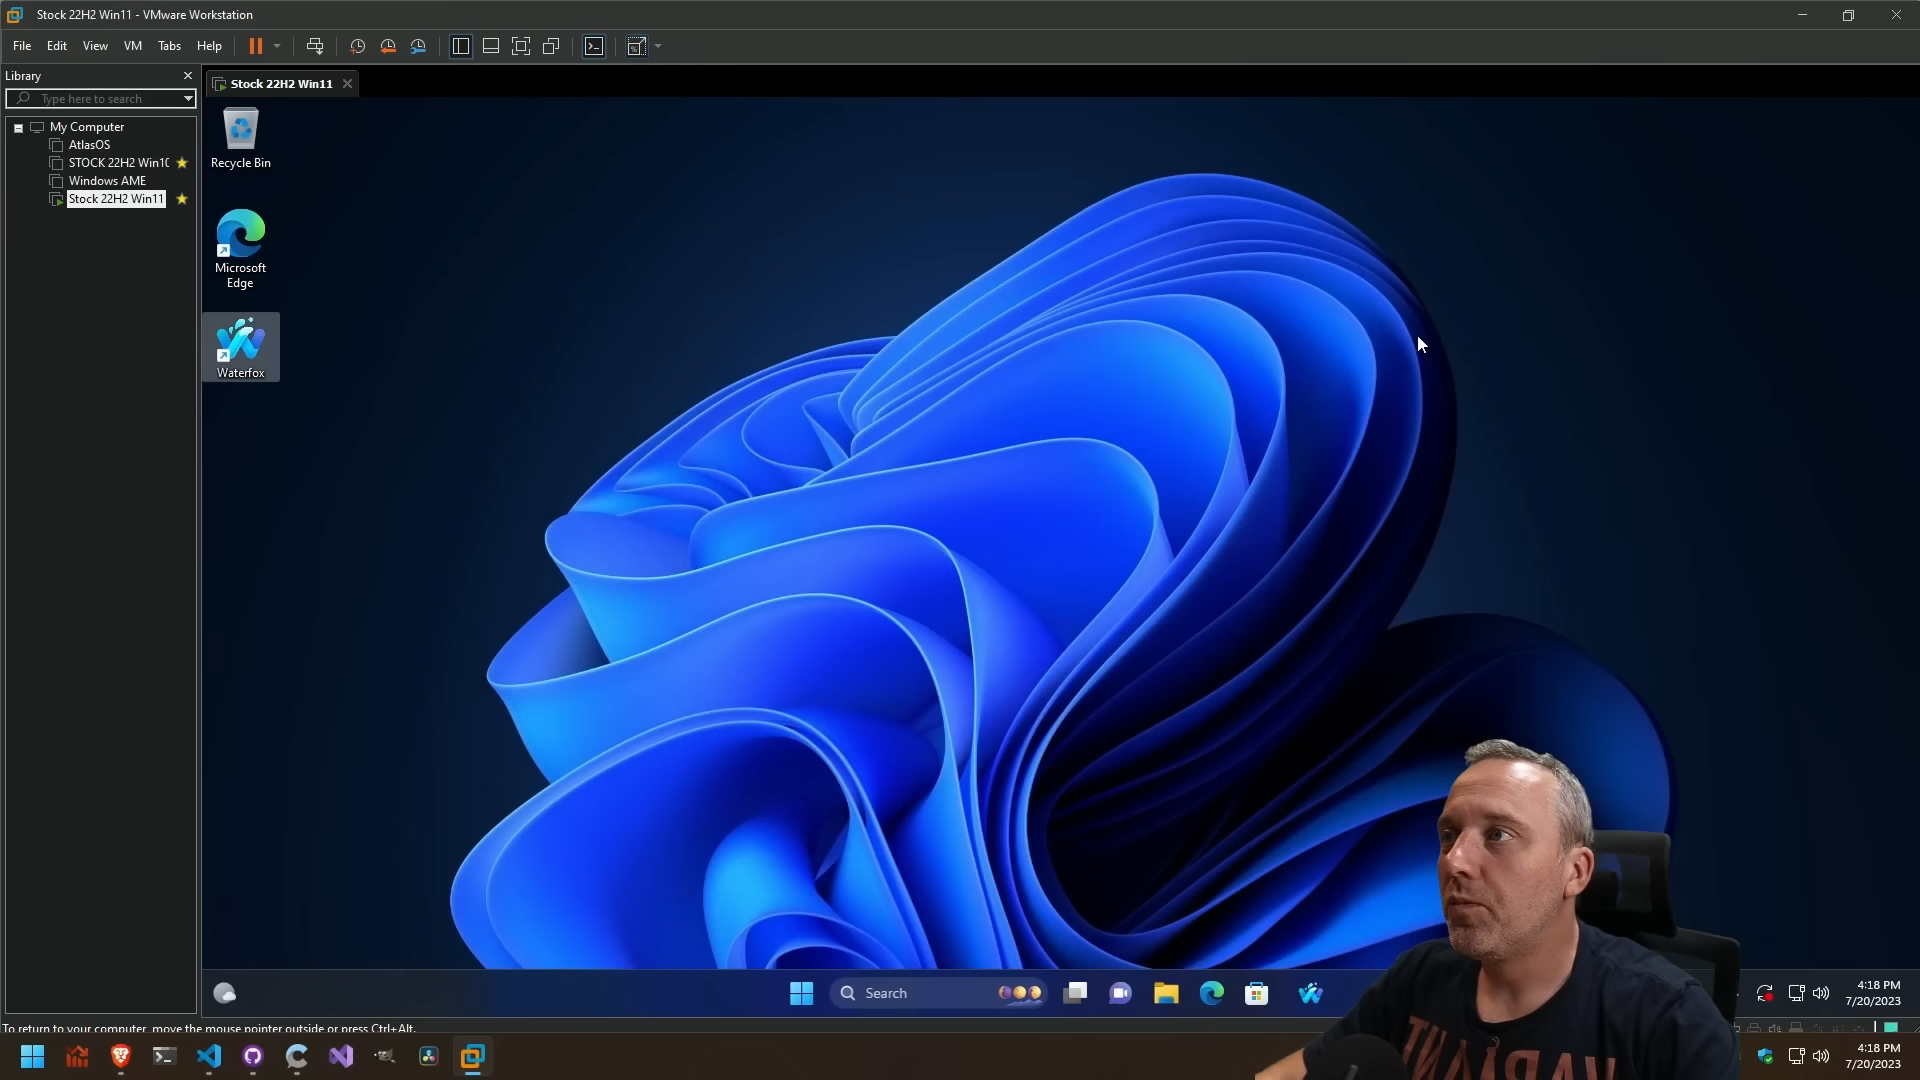 Stock 22H2 Win11 - VMware Workstation
File Edit View VM Tabs Help
Library
Type here to search
My Computer
AtlasOS
STOCK 22H2 Win10
Windows AME
Stock 22H2 Win11
Stock 22H2 Win11
Recycle Bin
Microsoft
Edge
Waterfox
Search
4:18 PM
7/20/2023
To return to your computer, move the mouse pointer outside or press Ctrl+Alt.
4:18 PM
7/20/2023